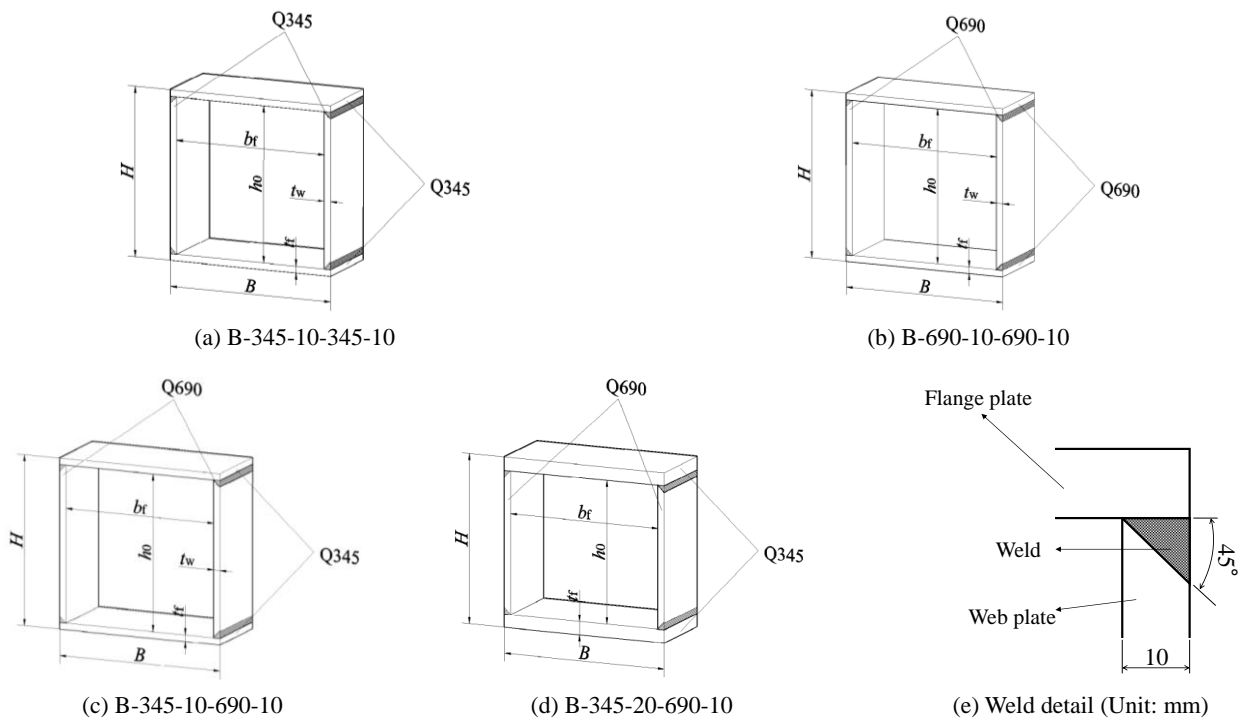 Q345
H
bf
h0
tw
tf
B
Q345
(a) B-345-10-345-10
Q690
H
bf
h0
tw
tf
B
Q690
(b) B-690-10-690-10
Q690
H
bf
h0
tw
tf
B
Q345
(c) B-345-10-690-10
Q690
H
bf
h0
tf
B
Q345
(d) B-345-20-690-10
Flange plate
Weld
Web plate
45°
10
(e) Weld detail (Unit: mm)